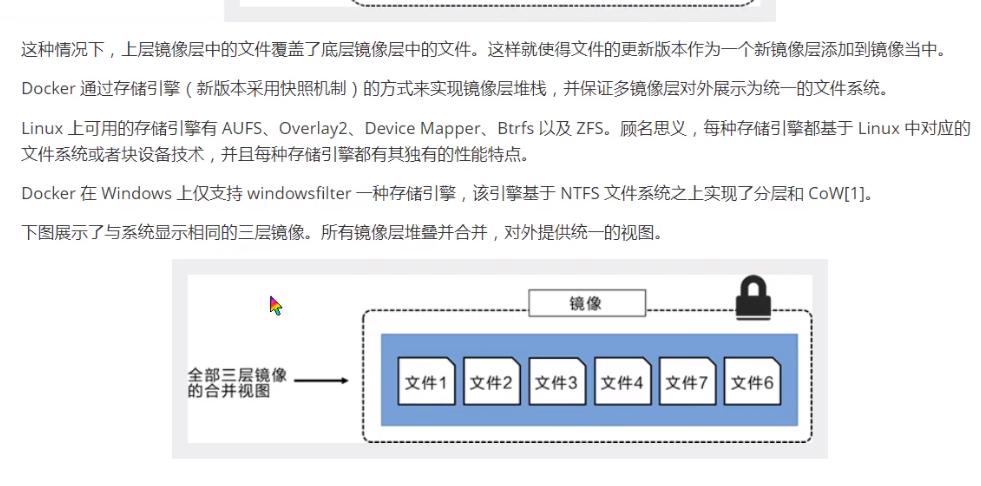 这种情况下，上层镜像层中的文件覆盖了底层镜像层中的文件。这样就使得文件的更新版本作为一个新镜像层添加到镜像当中。
Docker 通过存储引擎（新版本采用快照机制）的方式来实现镜像层堆栈，并保证多镜像层对外展示为统一的文件系统。
Linux 上可用的存储引擎有 AUFS、Overlay2、Device Mapper、Btrfs 以及 ZFS。顾名思义，每种存储引擎都基于 Linux 中对应的
文件系统或者块设备技术，并且每种存储引擎都有其独有的性能特点。
Docker 在 Windows 上仅支持 windowsfilter 一种存储引擎，该引擎基于 NTFS 文件系统之上实现了分层和 CoW[1]。
下图展示了与系统显示相同的三层镜像。所有镜像层堆叠并合并，对外提供统一的视图。
镜像
全部三层镜像
的合并视图
文件1 文件2 文件3 文件4 文件7 文件6